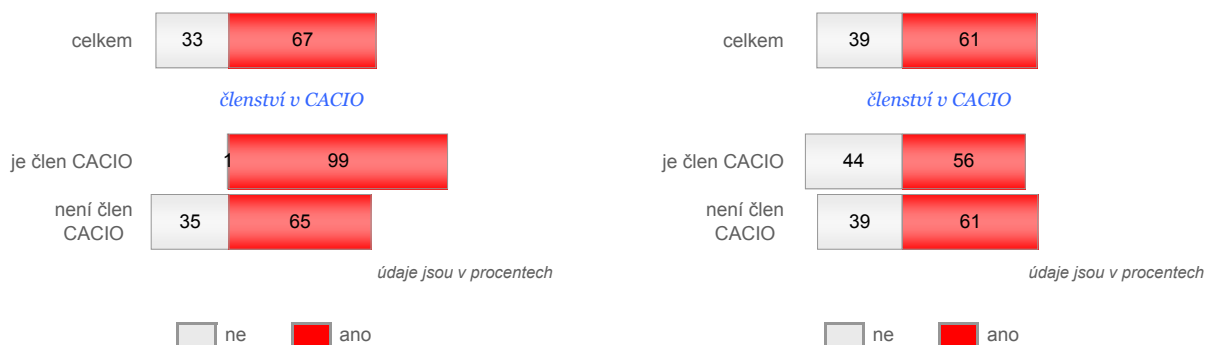 celkem 33 67
členství v CACIO
je člen CACIO 1 99
není člen
CACIO 35 65
údaje jsou v procentech
ne ano
celkem 39 61
členství v CACIO
je člen CACIO 44 56
není člen
CACIO 39 61
údaje jsou v procentech
ne ano